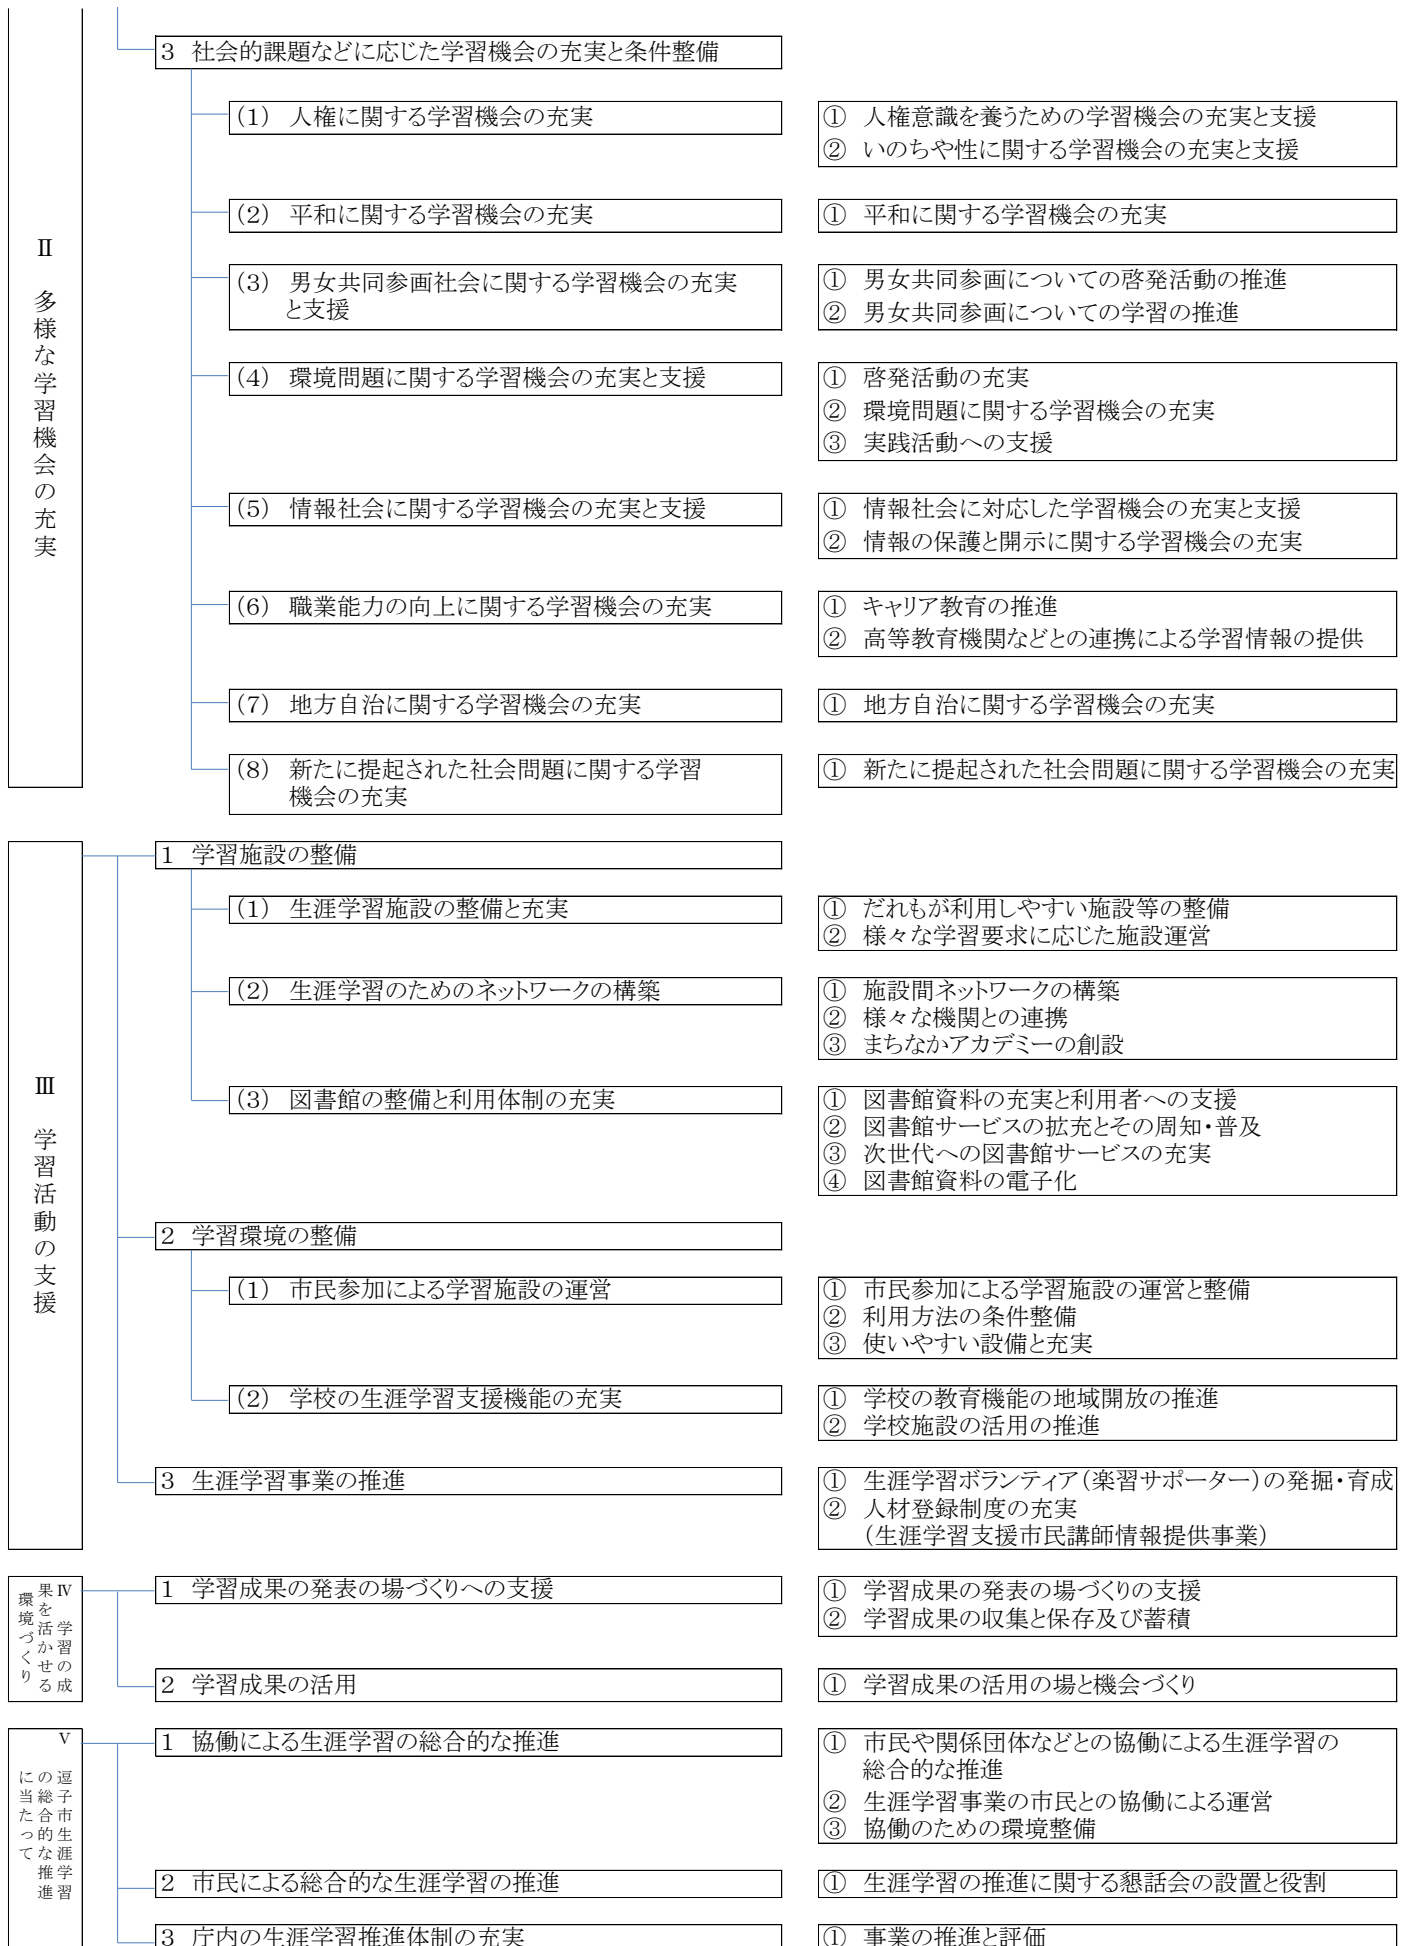 Ⅱ　多様な学習機会の充実
3　社会的課題などに応じた学習機会の充実と条件整備
(1)　人権に関する学習機会の充実
①　人権意識を養うための学習機会の充実と支援
②　いのちや性に関する学習機会の充実と支援
(2)　平和に関する学習機会の充実
①　平和に関する学習機会の充実
(3)　男女共同参画社会に関する学習機会の充実
と支援
①　男女共同参画についての啓発活動の推進
②　男女共同参画についての学習の推進
(4)　環境問題に関する学習機会の充実と支援
①　啓発活動の充実
②　環境問題に関する学習機会の充実
③　実践活動への支援
(5)　情報社会に関する学習機会の充実と支援
①　情報社会に対応した学習機会の充実と支援
②　情報の保護と開示に関する学習機会の充実
(6)　職業能力の向上に関する学習機会の充実
①　キャリア教育の推進
②　高等教育機関などとの連携による学習情報の提供
(7)　地方自治に関する学習機会の充実
①　地方自治に関する学習機会の充実
(8)　新たに提起された社会問題に関する学習
機会の充実
①　新たに提起された社会問題に関する学習機会の充実
Ⅲ　学習活動の支援
1　学習施設の整備
(1)　生涯学習施設の整備と充実
①　だれもが利用しやすい施設等の整備
②　様々な学習要求に応じた施設運営
(2)　生涯学習のためのネットワークの構築
①　施設間ネットワークの構築
②　様々な機関との連携
③　まちなかアカデミーの創設
(3)　図書館の整備と利用体制の充実
①　図書館資料の充実と利用者への支援
②　図書館サービスの拡充とその周知・普及
③　次世代への図書館サービスの充実
④　図書館資料の電子化
2　学習環境の整備
(1)　市民参加による学習施設の運営
①　市民参加による学習施設の運営と整備
②　利用方法の条件整備
③　使いやすい設備と充実
(2)　学校の生涯学習支援機能の充実
①　学校の教育機能の地域開放の推進
②　学校施設の活用の推進
3　生涯学習事業の推進
①　生涯学習ボランティア（楽習サポーター）の発掘・育成
②　人材登録制度の充実
（生涯学習支援市民講師情報提供事業）
Ⅳ　学習の成
果を活かせる
環境づくり
1　学習成果の発表の場づくりへの支援
①　学習成果の発表の場づくりの支援
②　学習成果の収集と保存及び蓄積
2　学習成果の活用
①　学習成果の活用の場と機会づくり
Ⅴ　逗子市生涯学習
の総合的な推進
に当たって
1　協働による生涯学習の総合的な推進
①　市民や関係団体などとの協働による生涯学習の
総合的な推進
②　生涯学習事業の市民との協働による運営
③　協働のための環境整備
2　市民による総合的な生涯学習の推進
①　生涯学習の推進に関する懇話会の設置と役割
3　庁内の生涯学習推進体制の充実
①　事業の推進と評価